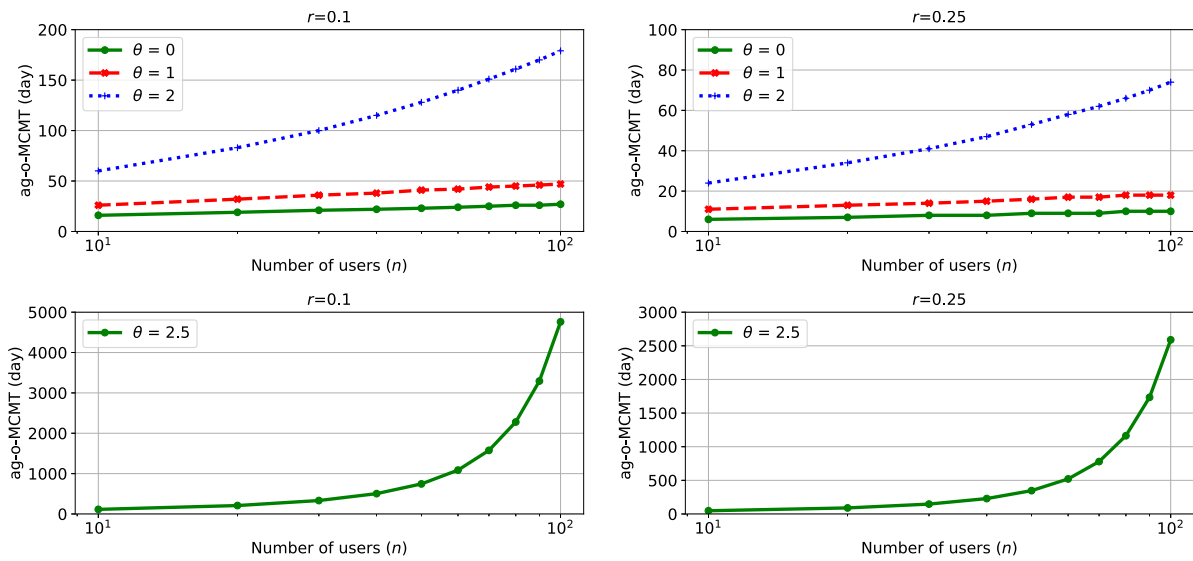 r=0.1
200
150
100
50
0
ag-o-MCMT (day)
θ = 0
θ = 1
θ = 2
10¹
10²
Number of users (n)
r=0.25
100
80
60
40
20
0
ag-o-MCMT (day)
θ = 0
θ = 1
θ = 2
10¹
10²
Number of users (n)
r=0.1
5000
4000
3000
2000
1000
0
ag-o-MCMT (day)
θ = 2.5
10¹
10²
Number of users (n)
r=0.25
3000
2500
2000
1500
1000
500
0
ag-o-MCMT (day)
θ = 2.5
10¹
10²
Number of users (n)